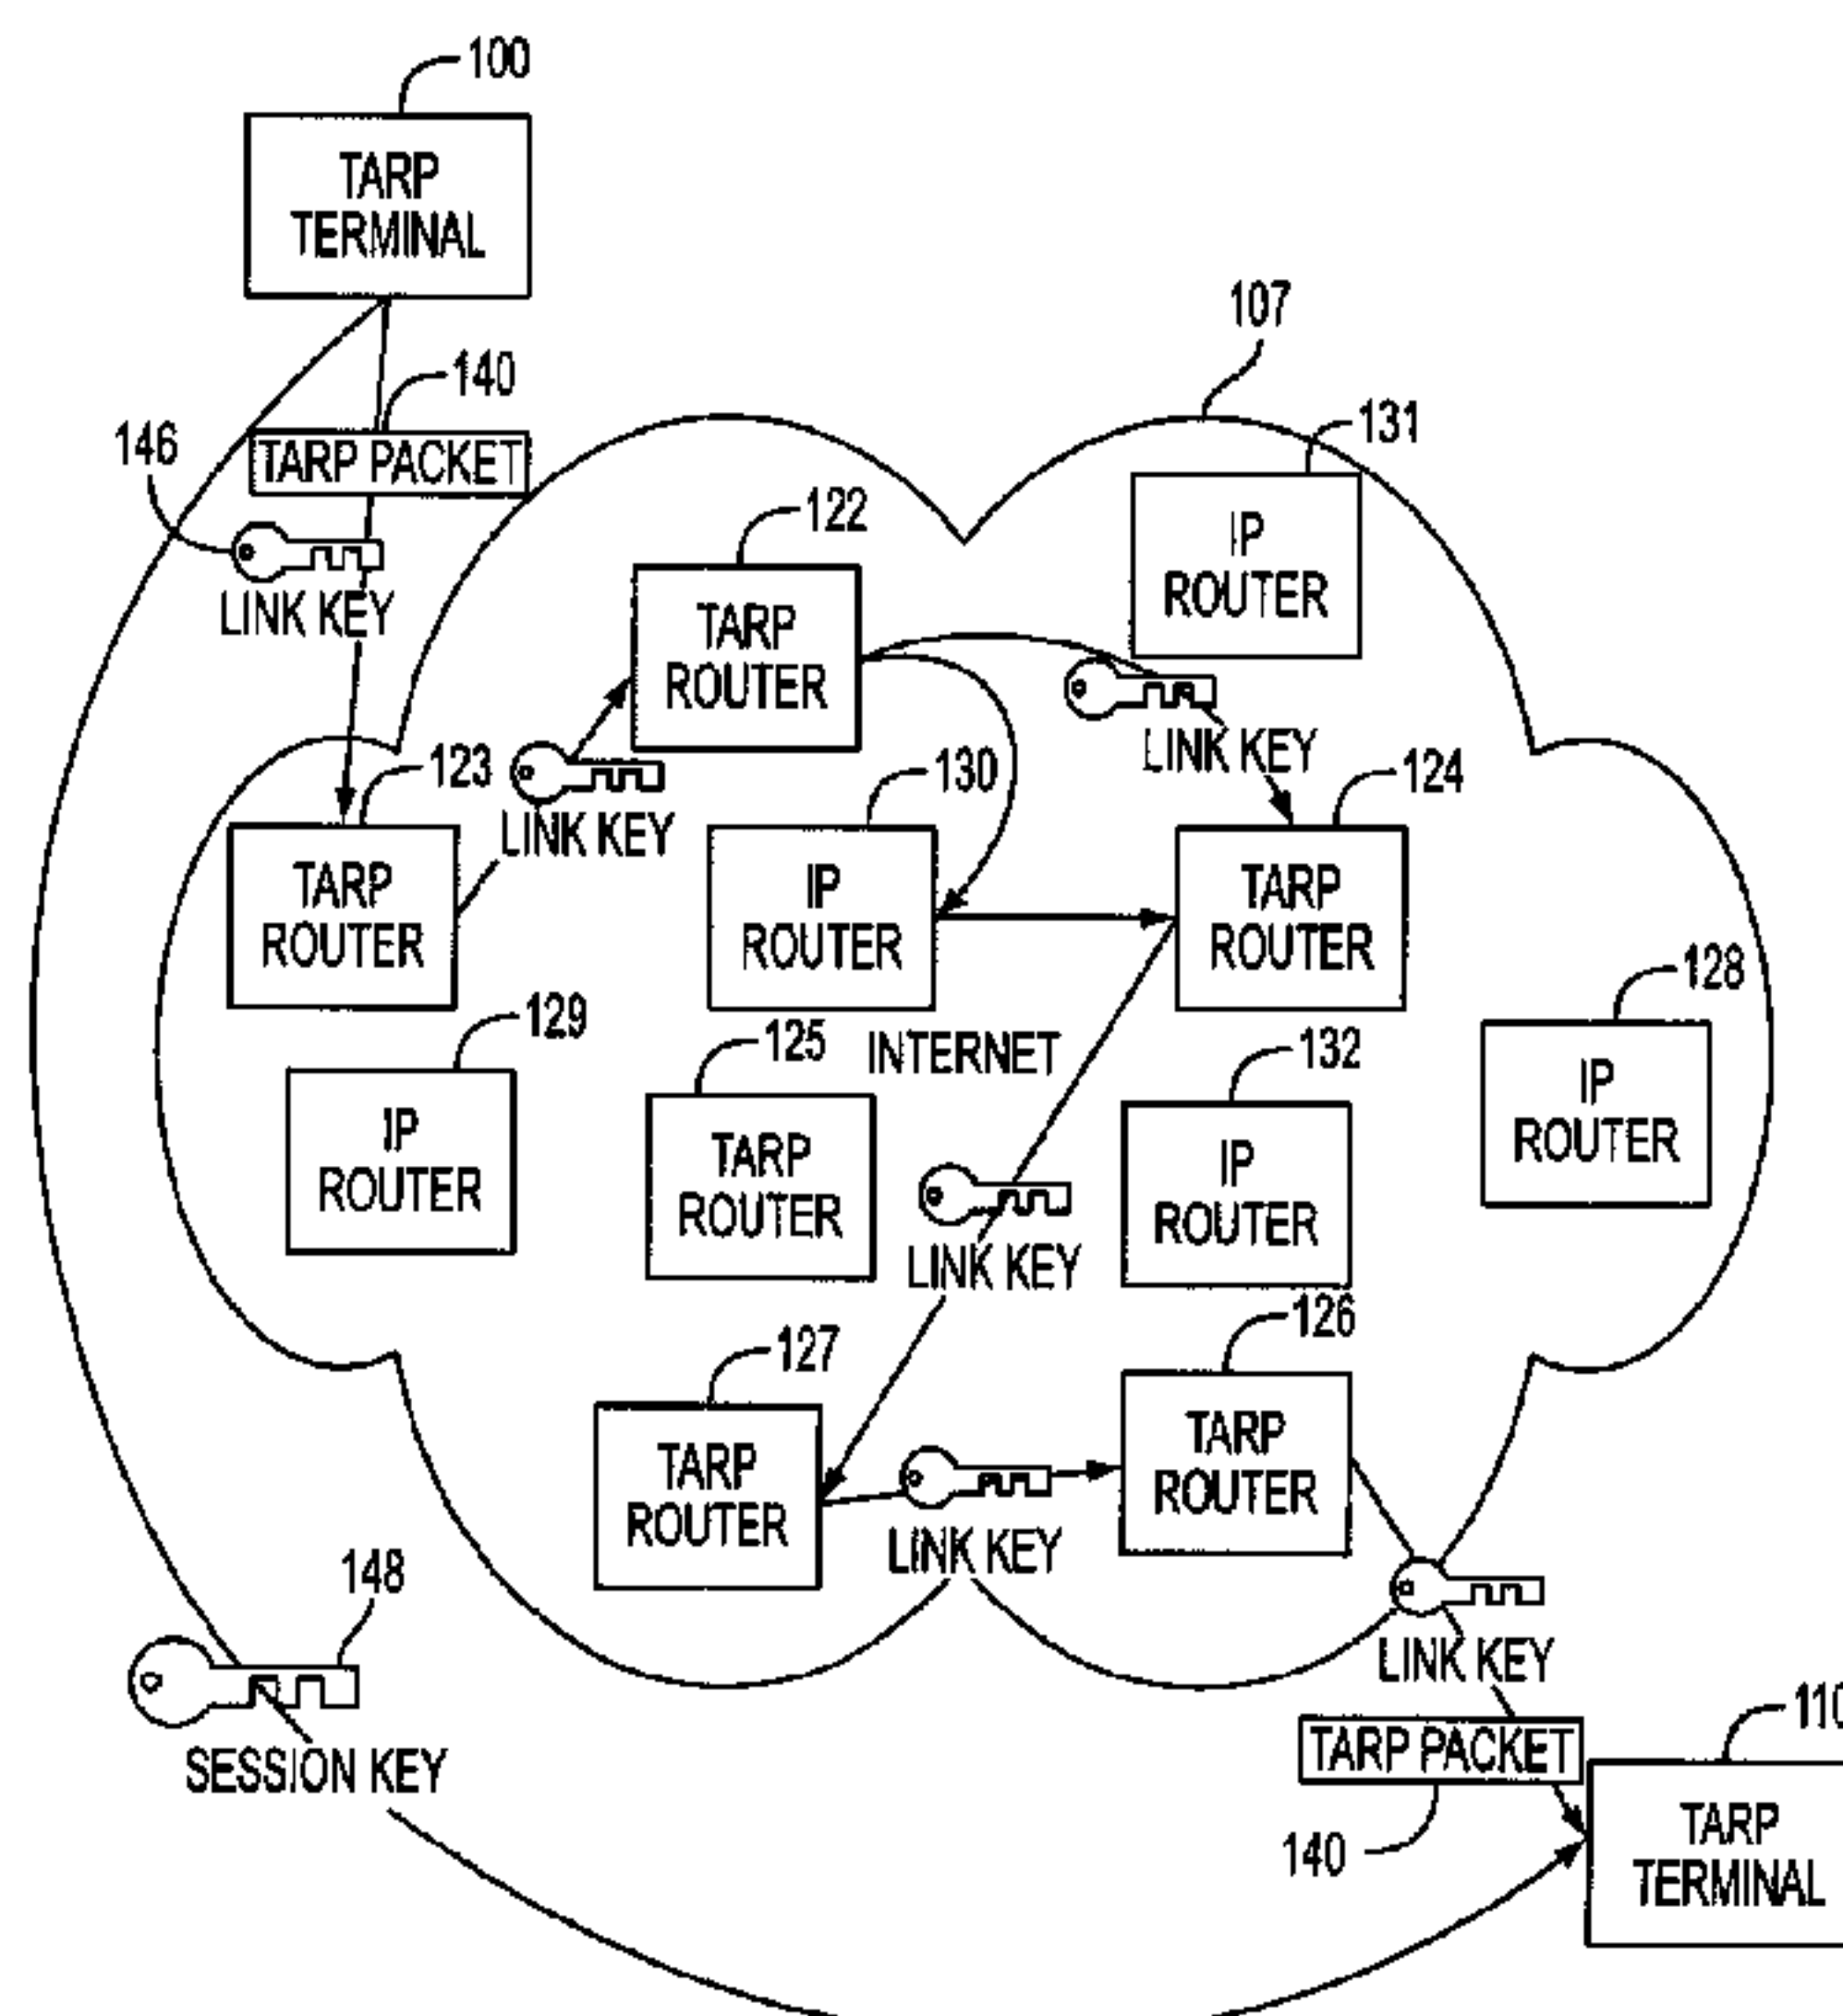 100
TARP
TERMINAL
107
140
131
146
TARP PACKET
122
IP
ROUTER
LINK KEY
TARP
ROUTER
LINK KEY
123
130
124
LINK KEY
TARP
ROUTER
IP
ROUTER
TARP
ROUTER
128
129
125
INTERNET
132
IP
ROUTER
IP
ROUTER
TARP
ROUTER
IP
ROUTER
LINK KEY
127
126
TARP
ROUTER
TARP
ROUTER
LINK KEY
148
LINK KEY
SESSION KEY
TARP PACKET
110
140
TARP
TERMINAL